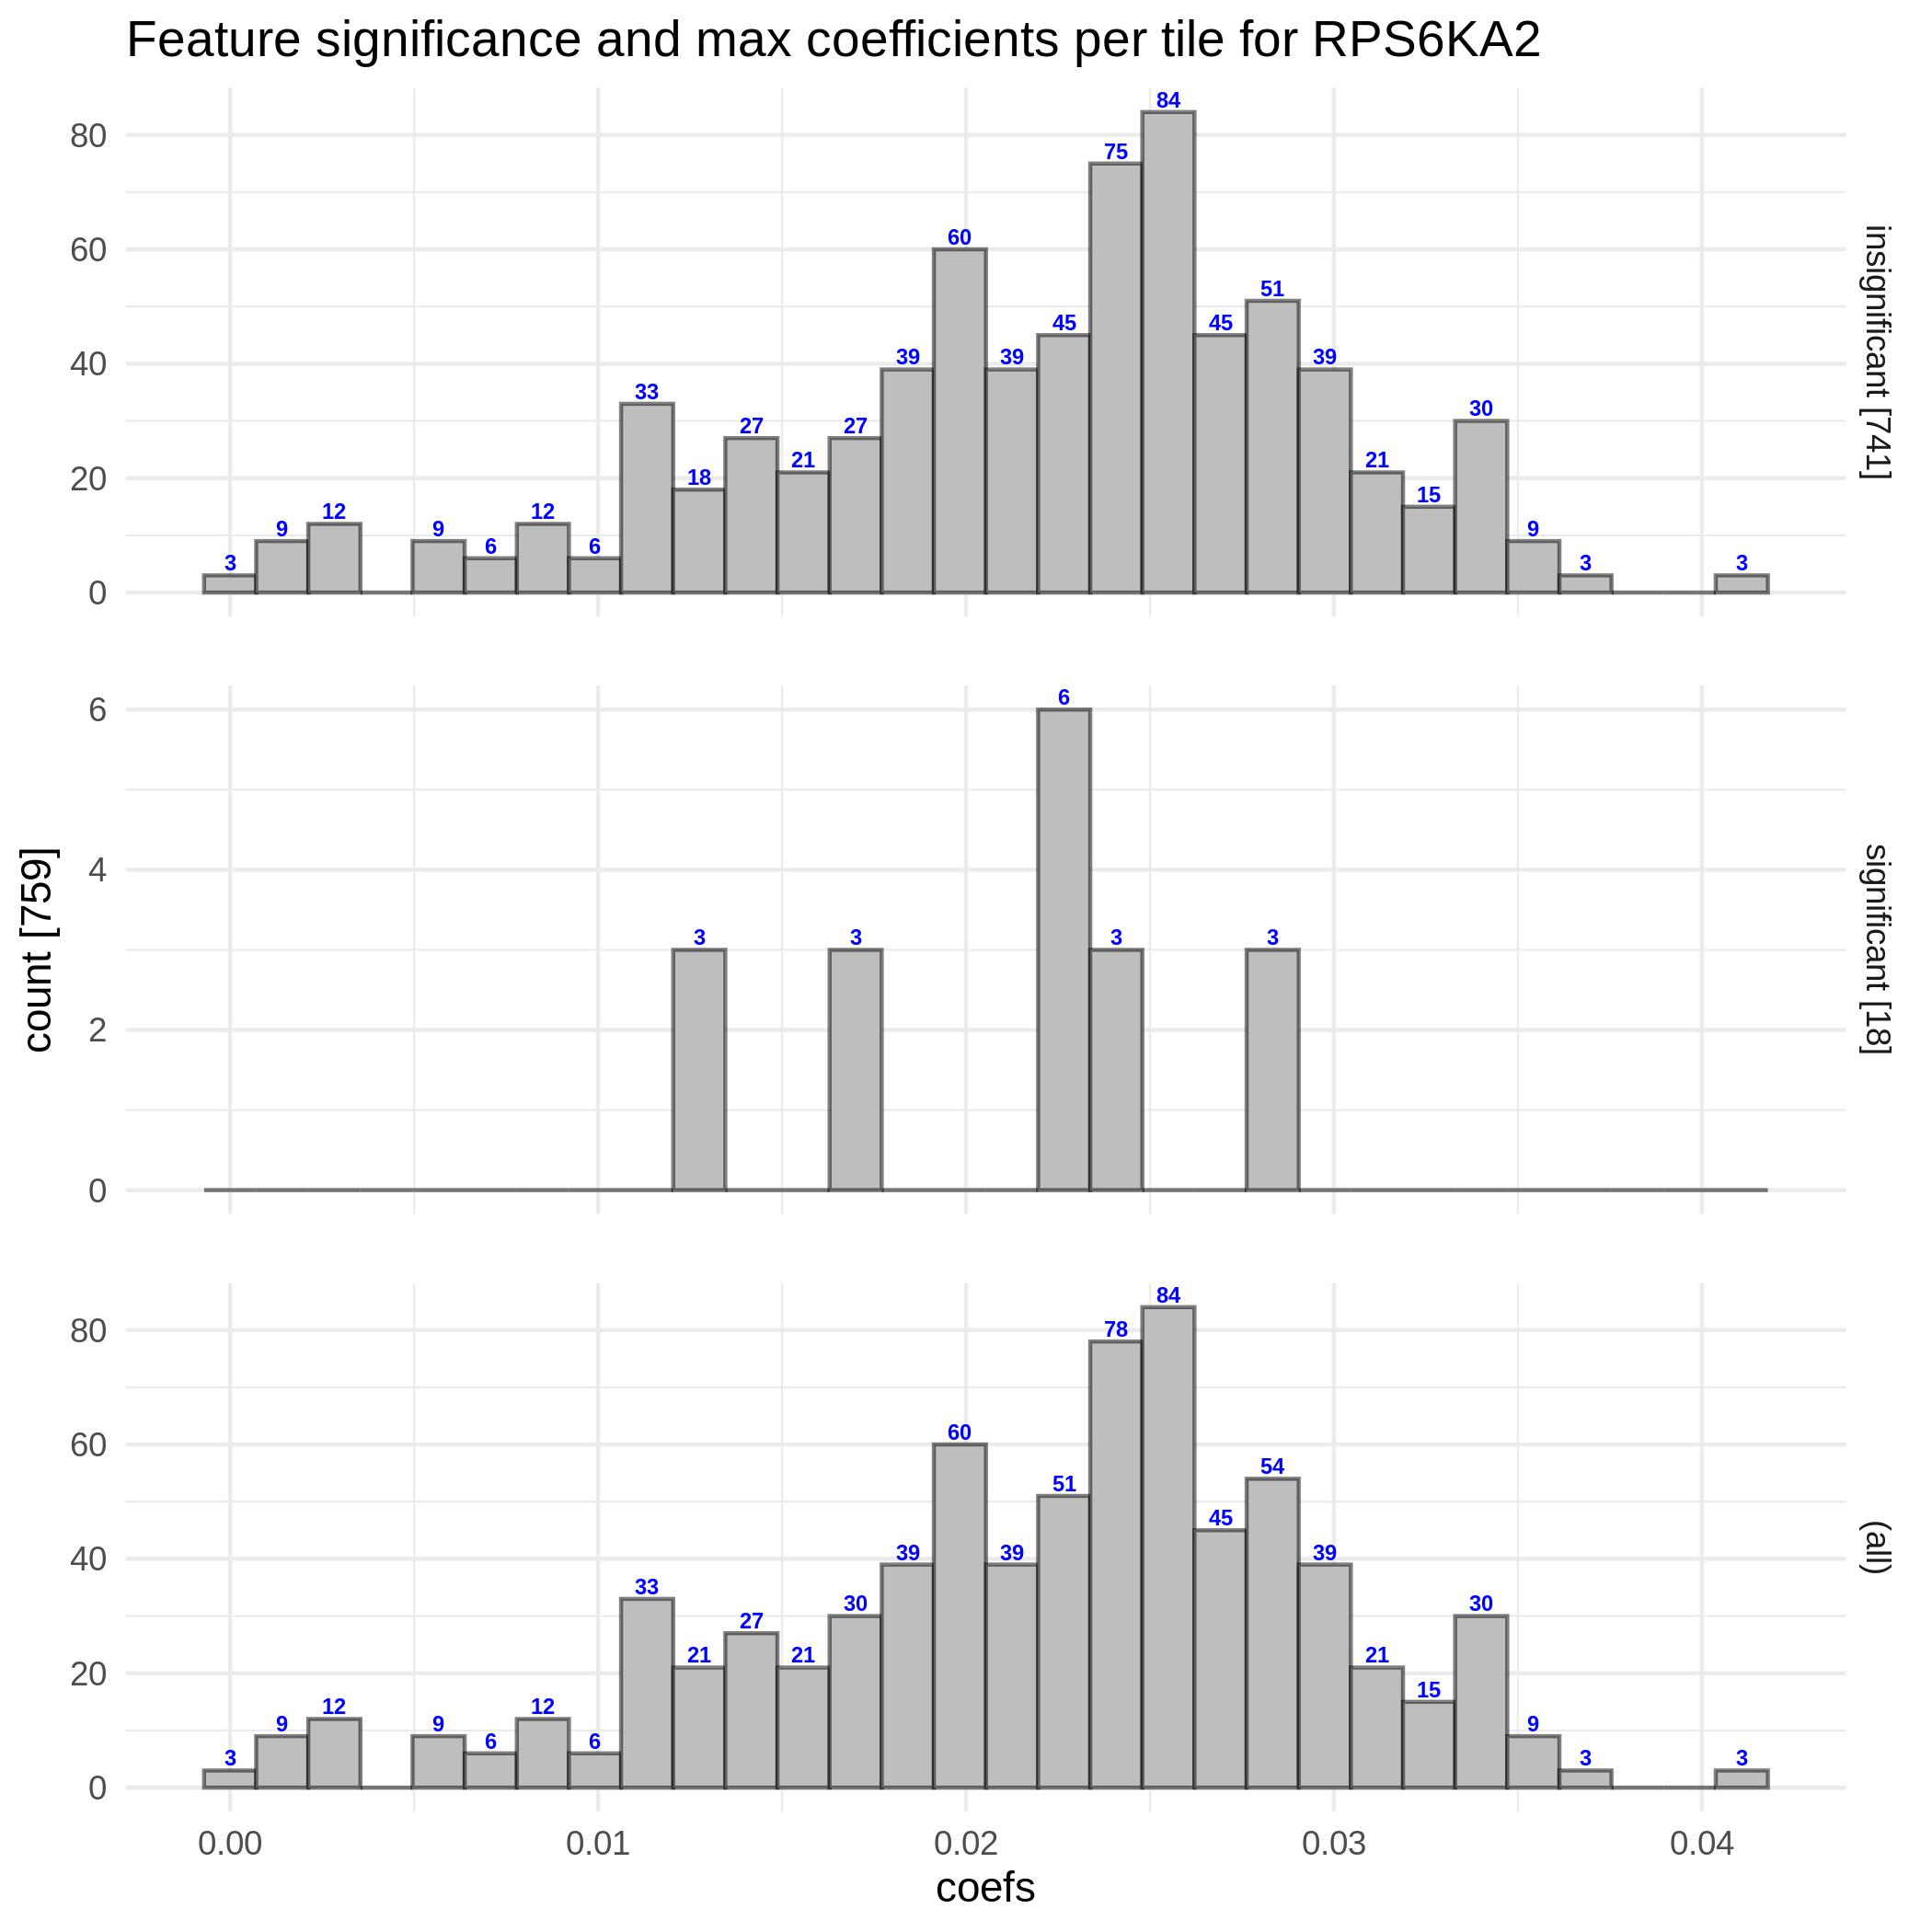 Feature significance and max coefficients per tile for RPS6KA2
80
60
40
20
0
3 9 12 9 6 12 6 33 18 27 21 27 39 60 39 45 75 84 45 51 39 21 15 30 9 3 3
insignificant [741]
count [759]
6
4
2
0
3 3 6 3 3
significant [18]
80
60
40
20
0
3 9 12 9 6 12 6 33 21 27 21 30 39 60 39 51 78 84 45 54 39 21 15 30 9 3 3
(all)
0.00 0.01 0.02 0.03 0.04
coefs